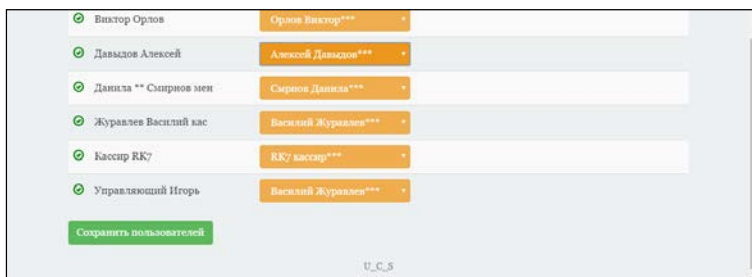 Виктор Орлов Орлов Виктор***
Давыдов Алексей Алексей Давыдов***
Данила ** Смирнов мен Смрнов Данила***
Журавлев Василий кас Василий Журавлев***
Кассир RK7 RK7 кассир***
Управляющий Игорь Василий Журавлев***
Сохранить пользователей
U_C_S